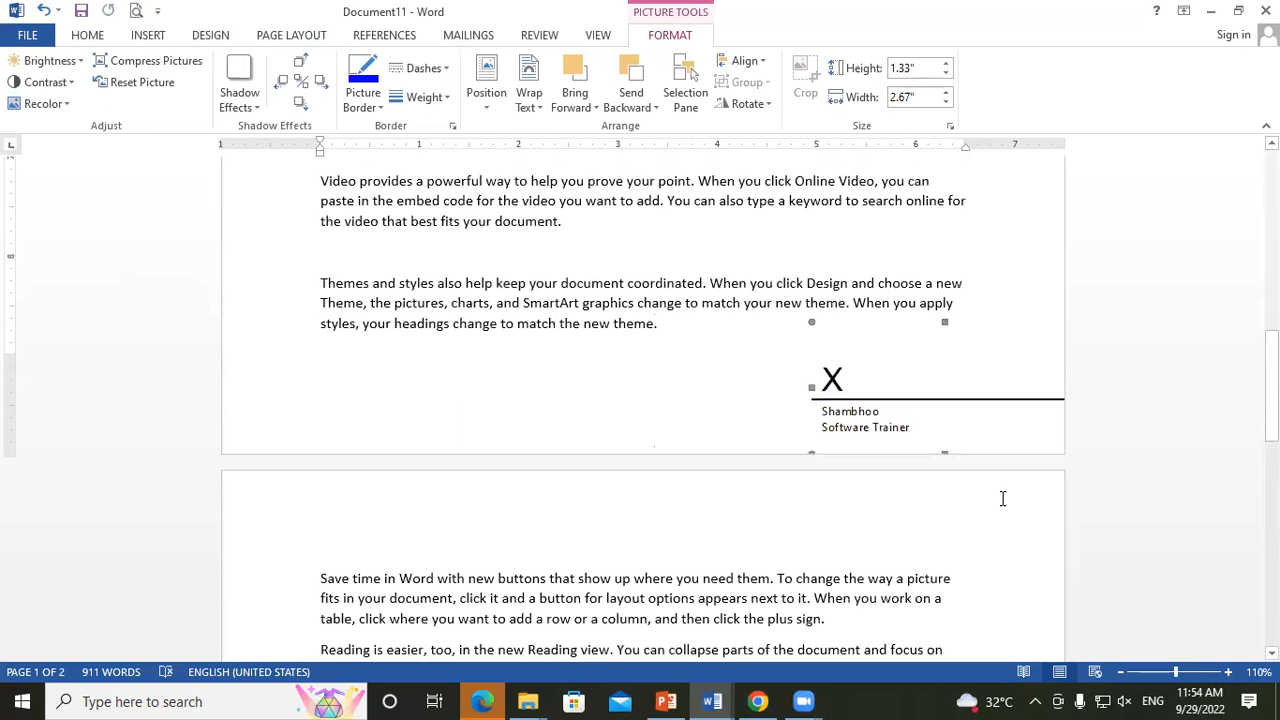 Document11 - Word
PICTURE TOOLS
?
FILE
HOME
INSERT
DESIGN
PAGE LAYOUT
REFERENCES
MAILINGS
REVIEW
VIEW
FORMAT
Sign in
Brightness
Contrast
Recolor
Compress Pictures
Reset Picture
Adjust
Shadow
Effects
Shadow Effects
Picture
Border
Dashes
Weight
Border
Position
Wrap
Text
Bring
Forward
Send
Backward
Selection
Pane
Align
Group
Rotate
Arrange
Crop
Height:
1.33"
Width:
2.67"
Size
1 1 2 3 4 5 6 7
Video provides a powerful way to help you prove your point. When you click Online Video, you can
paste in the embed code for the video you want to add. You can also type a keyword to search online for
the video that best fits your document.
Themes and styles also help keep your document coordinated. When you click Design and choose a new
Theme, the pictures, charts, and SmartArt graphics change to match your new theme. When you apply
styles, your headings change to match the new theme.
X
Shambhoo
Software Trainer
Save time in Word with new buttons that show up where you need them. To change the way a picture
fits in your document, click it and a button for layout options appears next to it. When you work on a
table, click where you want to add a row or a column, and then click the plus sign.
Reading is easier, too, in the new Reading view. You can collapse parts of the document and focus on
PAGE 1 OF 2
911 WORDS
ENGLISH (UNITED STATES)
110%
Type here to search
32°C
ENG
11:54 AM
9/29/2022